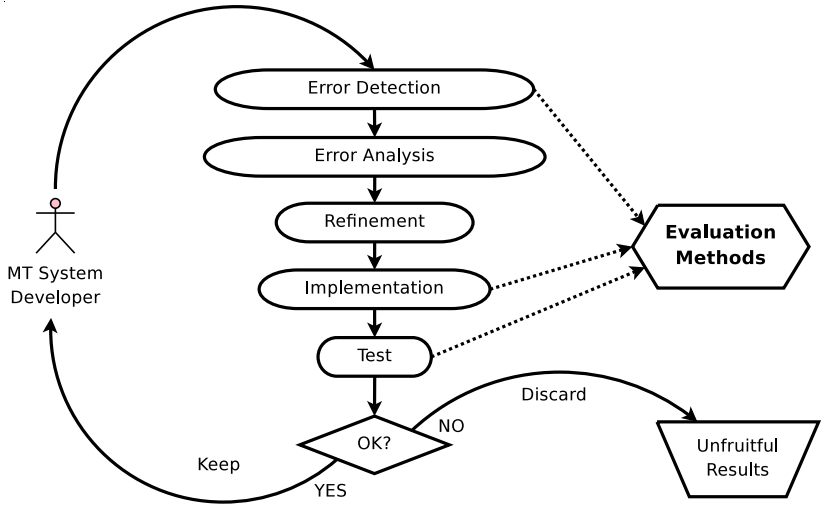 Error Detection
Error Analysis
Refinement
Implementation
Test
OK?
YES
NO
Keep
Discard
MT System
Developer
Evaluation
Methods
Unfruitful
Results